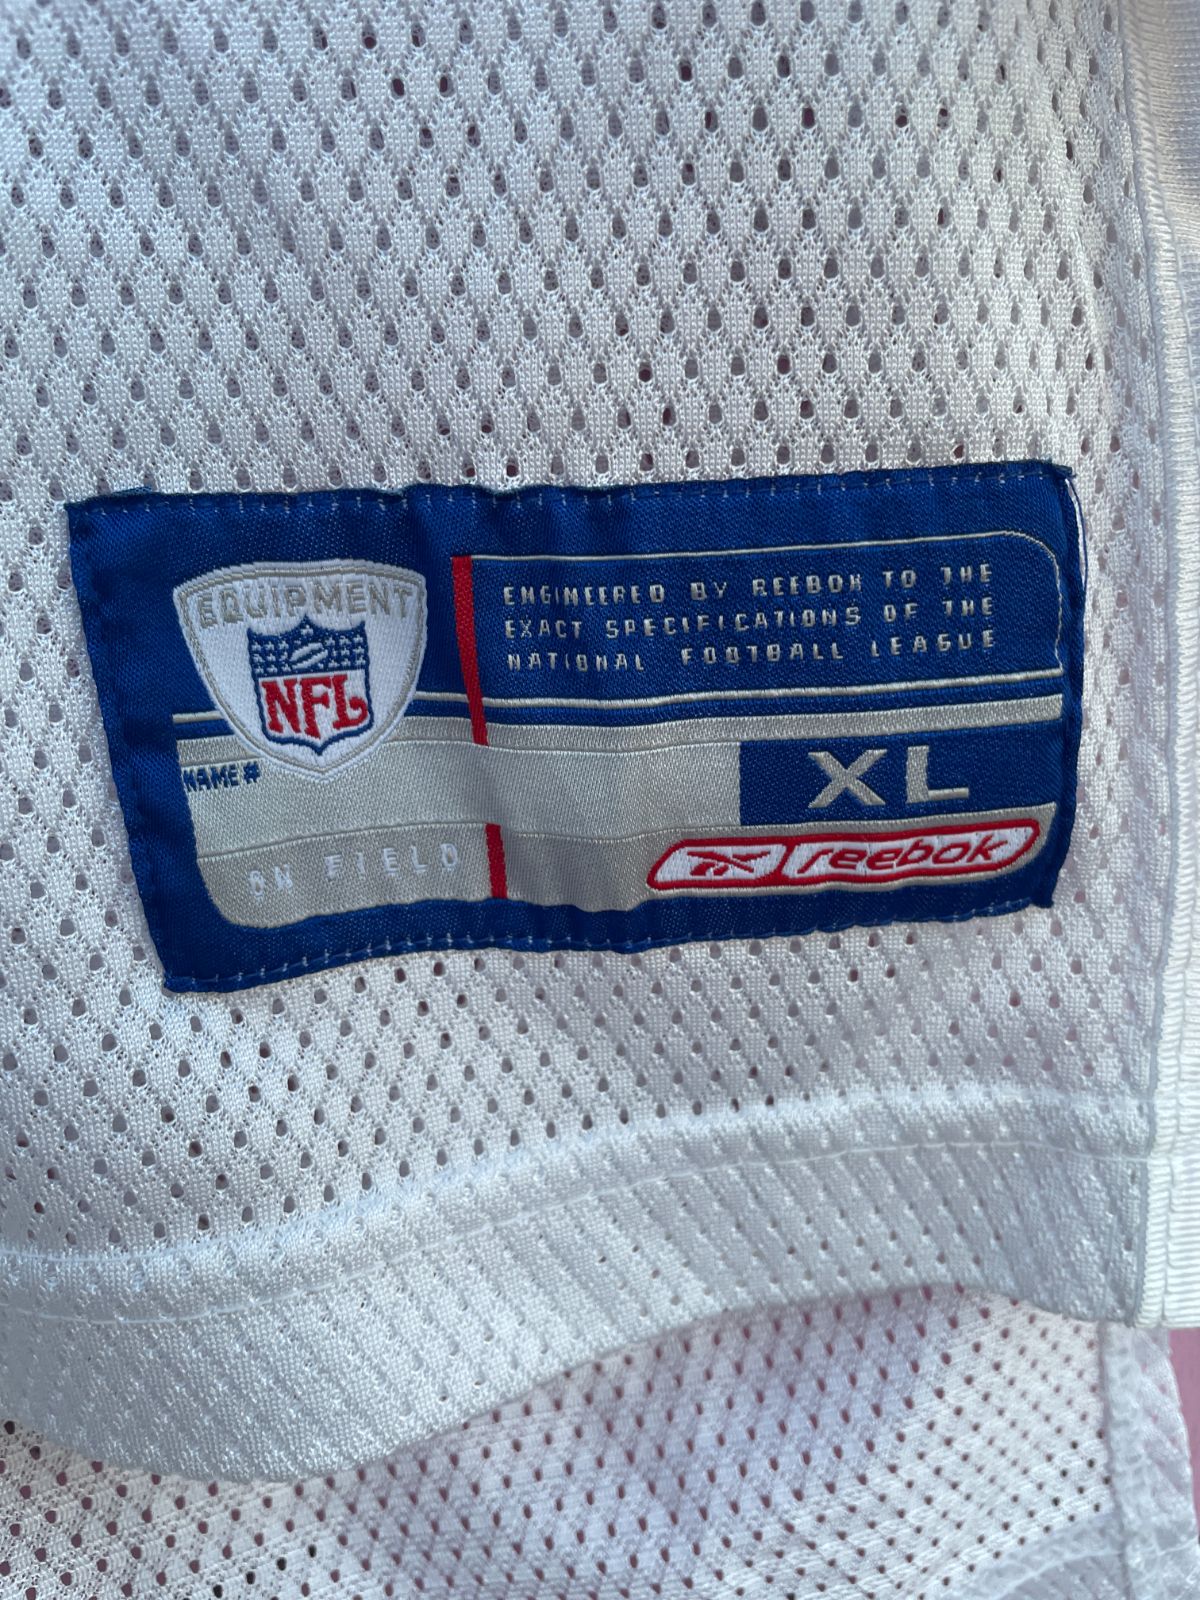 EQUIPMENT
NFL
ENGINEERED BY REEBOK TO THE
EXACT SPECIFICATIONS OF THE
NATIONAL FOOTBALL LEAGUE
NAME #
XL
ON FIELD
reebok